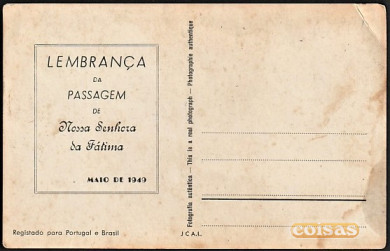 LEMBRANÇA
DA
PASSAGEM
DE
Nossa Senhora
da Fátima
MAIO DE 1949
Registado para Portugal e Brasil
Fotografia autêntica - This is a real photograph - Photographie authentique
J C A L.
coisas